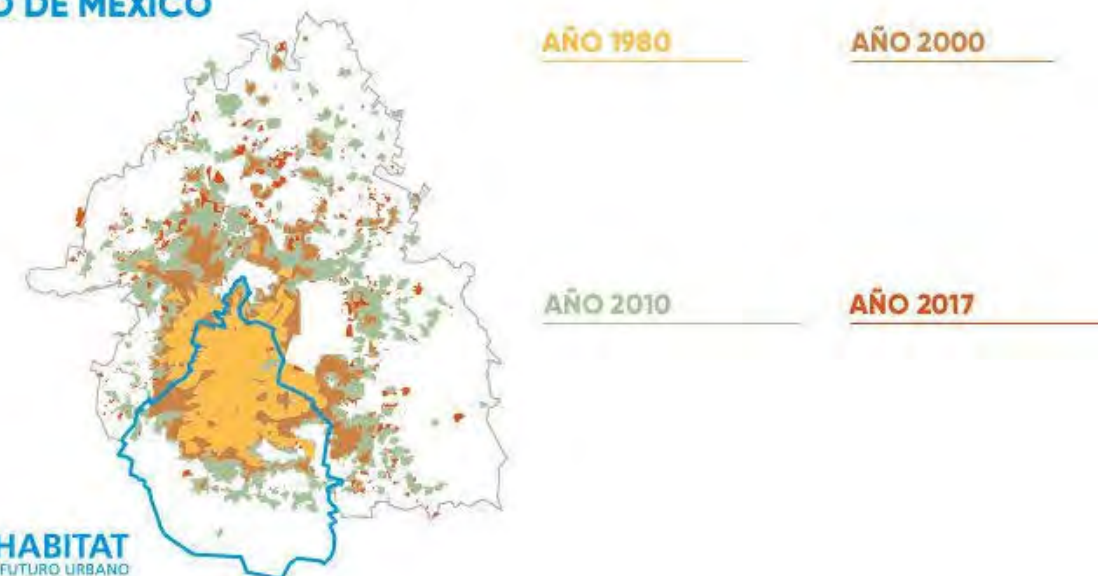 O DE MÉXICO
AÑO 1980
AÑO 2000
AÑO 2010
AÑO 2017
HABITAT
FUTURO URBANO